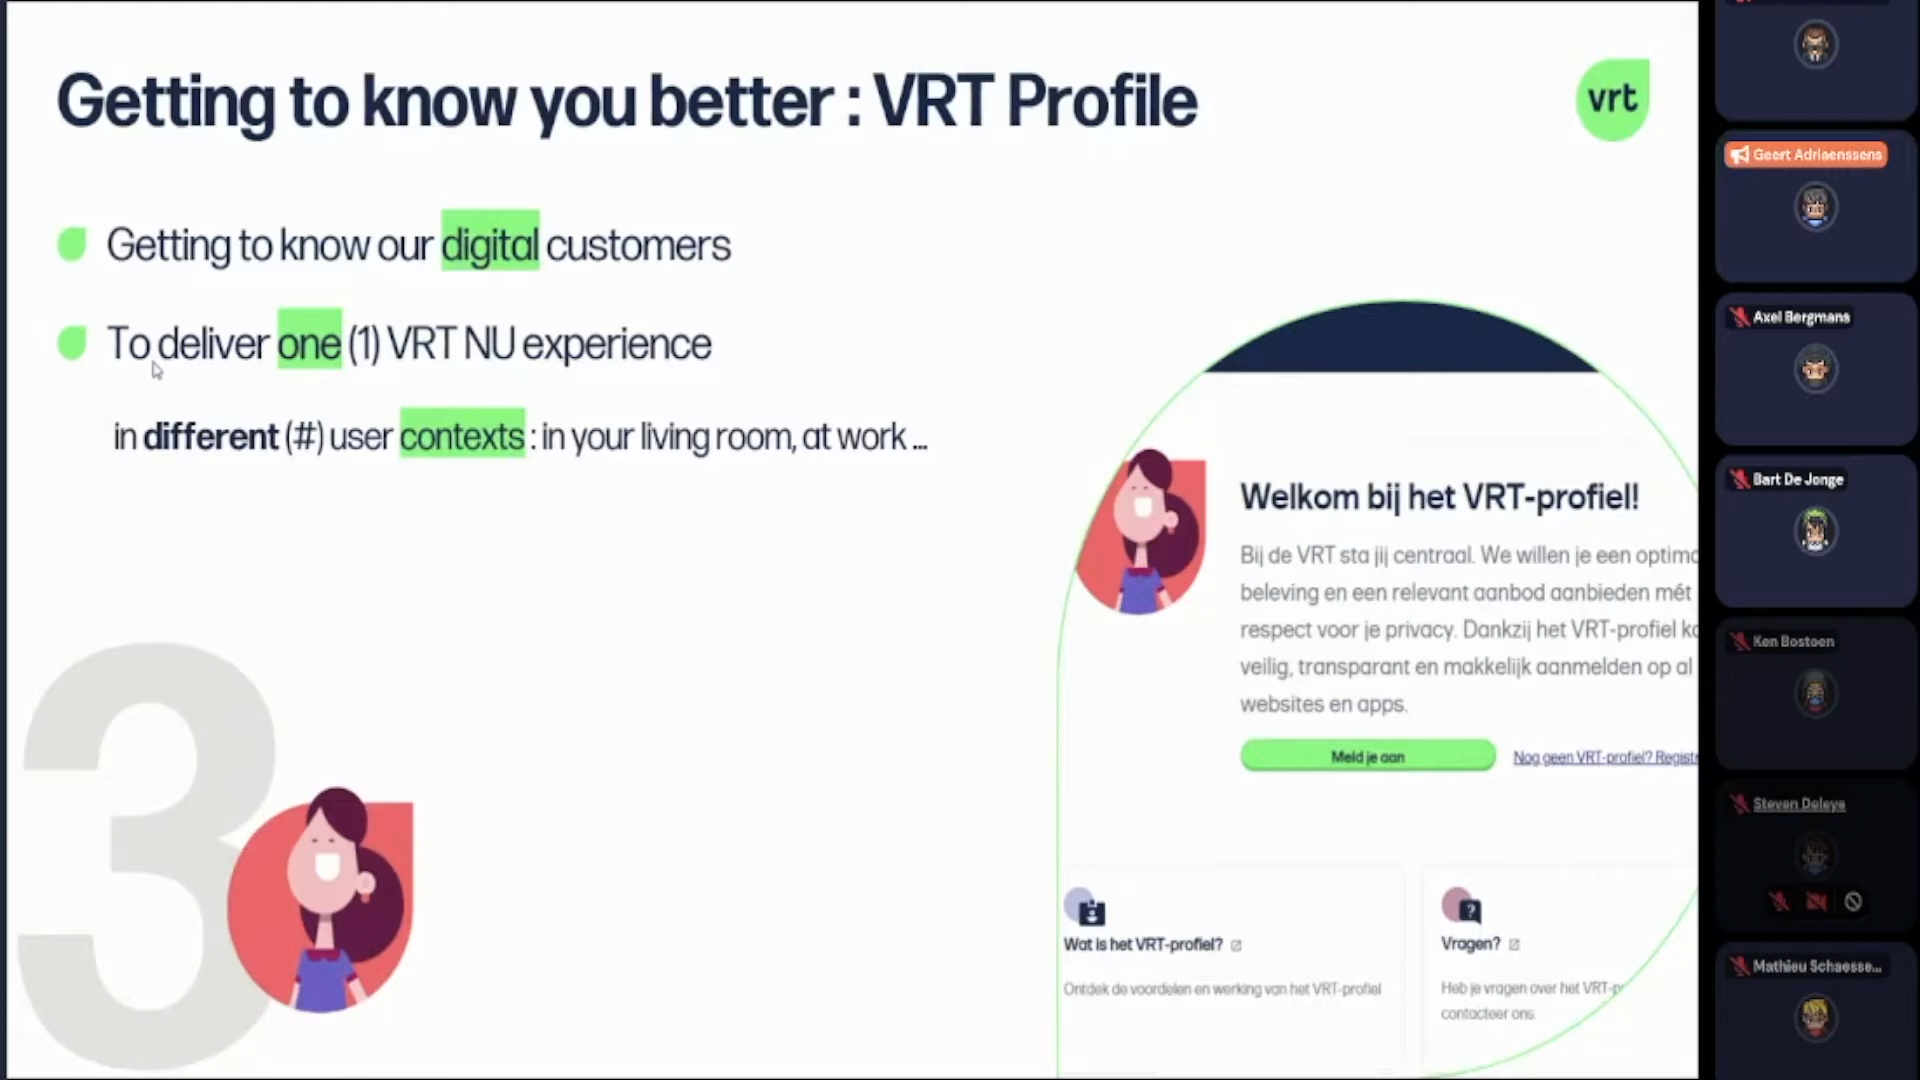 Getting to know you better : VRT Profile
vrt
Getting to know our digital customers
To deliver one (1) VRT NU experience
in different (#) user contexts : in your living room, at work ...
3
Welkom bij het VRT-profiel!
Bij de VRT sta jij centraal. We willen je een
beleving en een relevant aanbod aanbieden mét
respect voor je privacy. Dankzij het VRT-profiel
veilig, transparant en makkelijk aanmelden op al
websites en apps.
Meld je aan
Nog geen VRT-profiel?
Wat is het VRT-profiel?
Ontdek de voordelen en werking van het VRT-profiel
Vragen?
Heb je vragen over het
contacteer ons
Geert Adriaenssens
Axel Bergmans
Bart De Jonge
Ken Bostoen
Steven Deleye
Mathieu